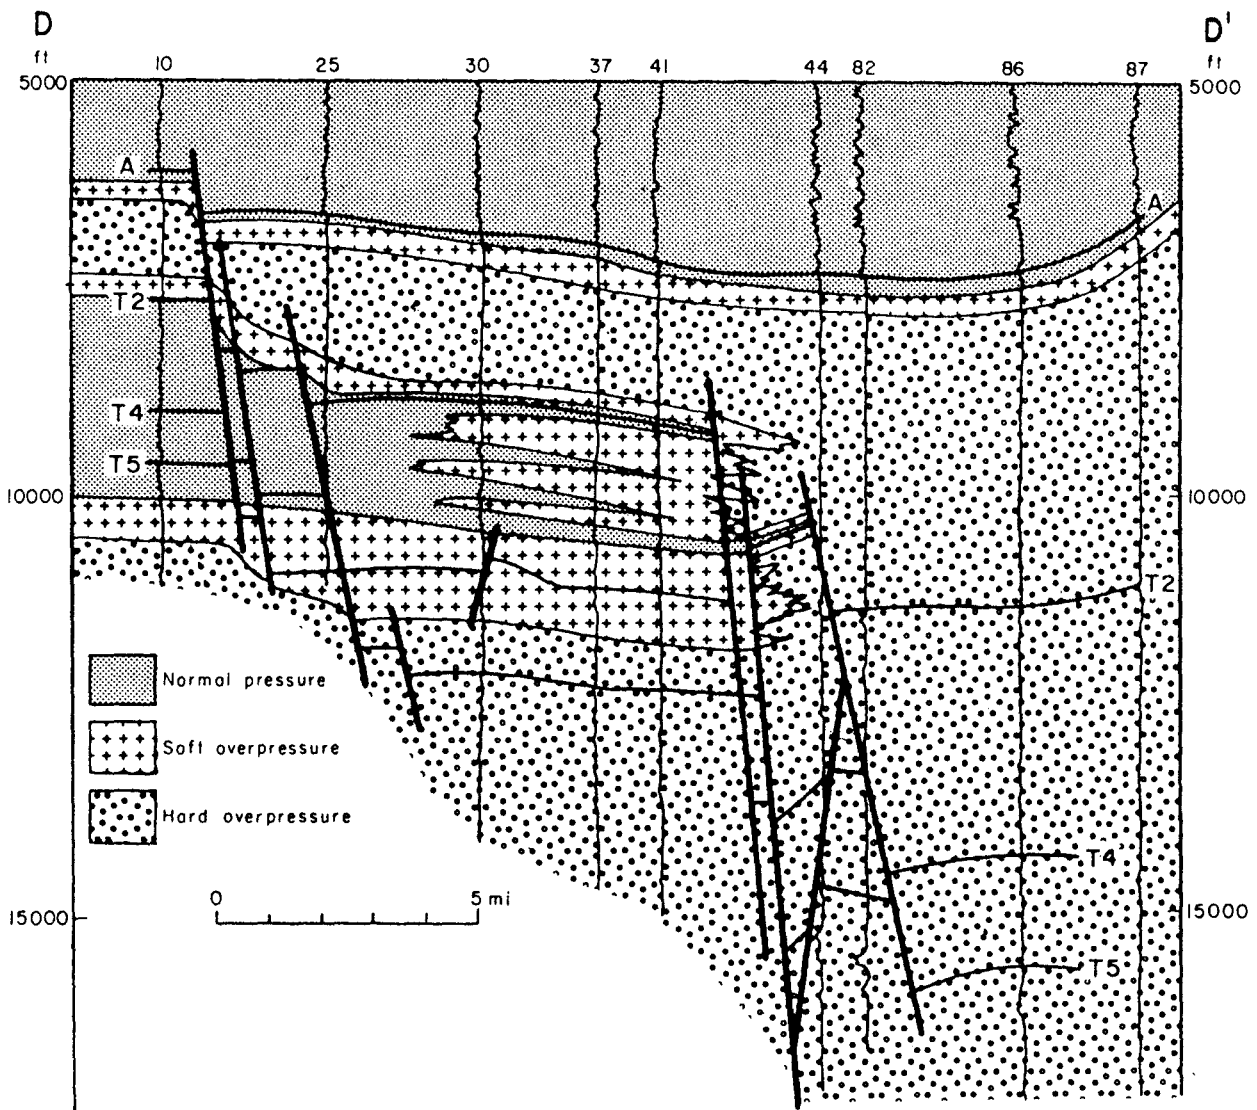 D D'
ft ft
10 25 30 37 41 44 82 86 87
5000 5000
A
A
T2
T4
T5
10000 10000
T2
Normal pressure
Soft overpressure
Hard overpressure
T4
0 5 mi
15000 15000
T5